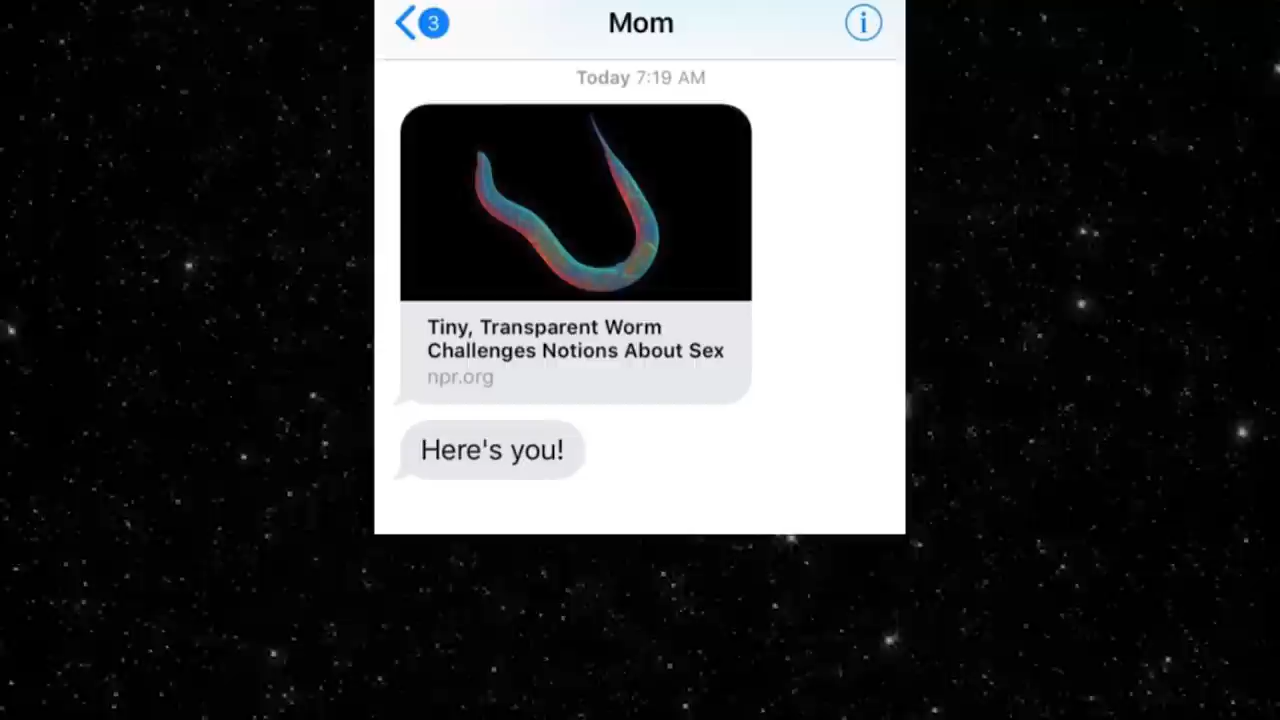 3
Mom
i
Today 7:19 AM
Tiny, Transparent Worm
Challenges Notions About Sex
npr.org
Here's you!